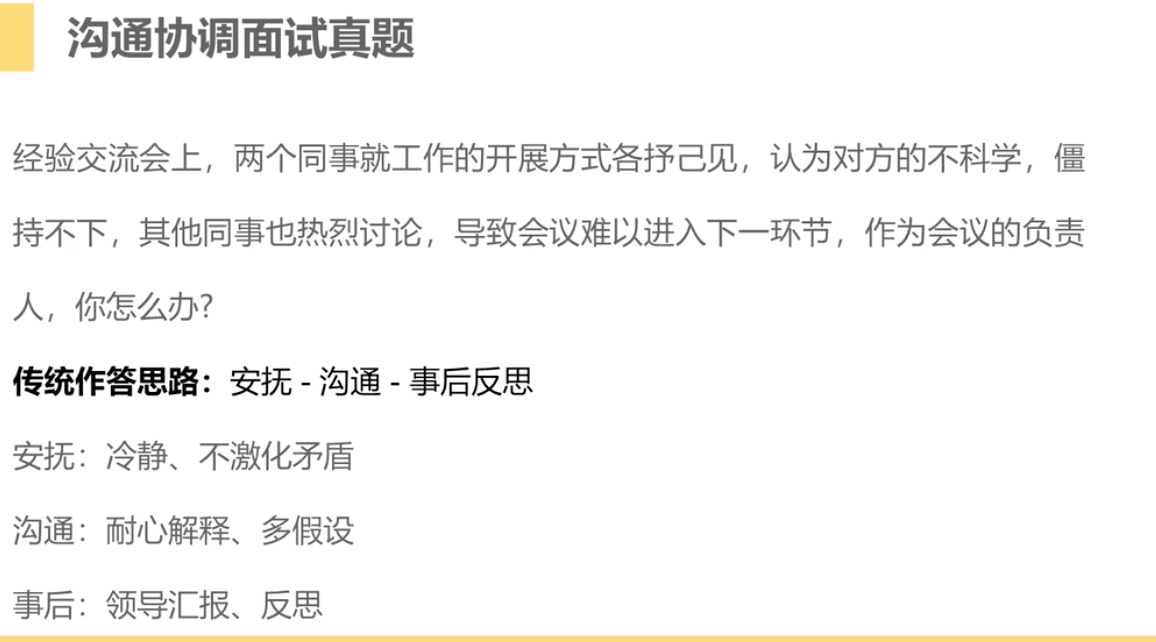 沟通协调面试真题
经验交流会上，两个同事就工作的开展方式各抒己见，认为对方的不科学，僵
持不下，其他同事也热烈讨论，导致会议难以进入下一环节，作为会议的负责
人，你怎么办?
传统作答思路：安抚 - 沟通 - 事后反思
安抚：冷静、不激化矛盾
沟通：耐心解释、多假设
事后：领导汇报、反思